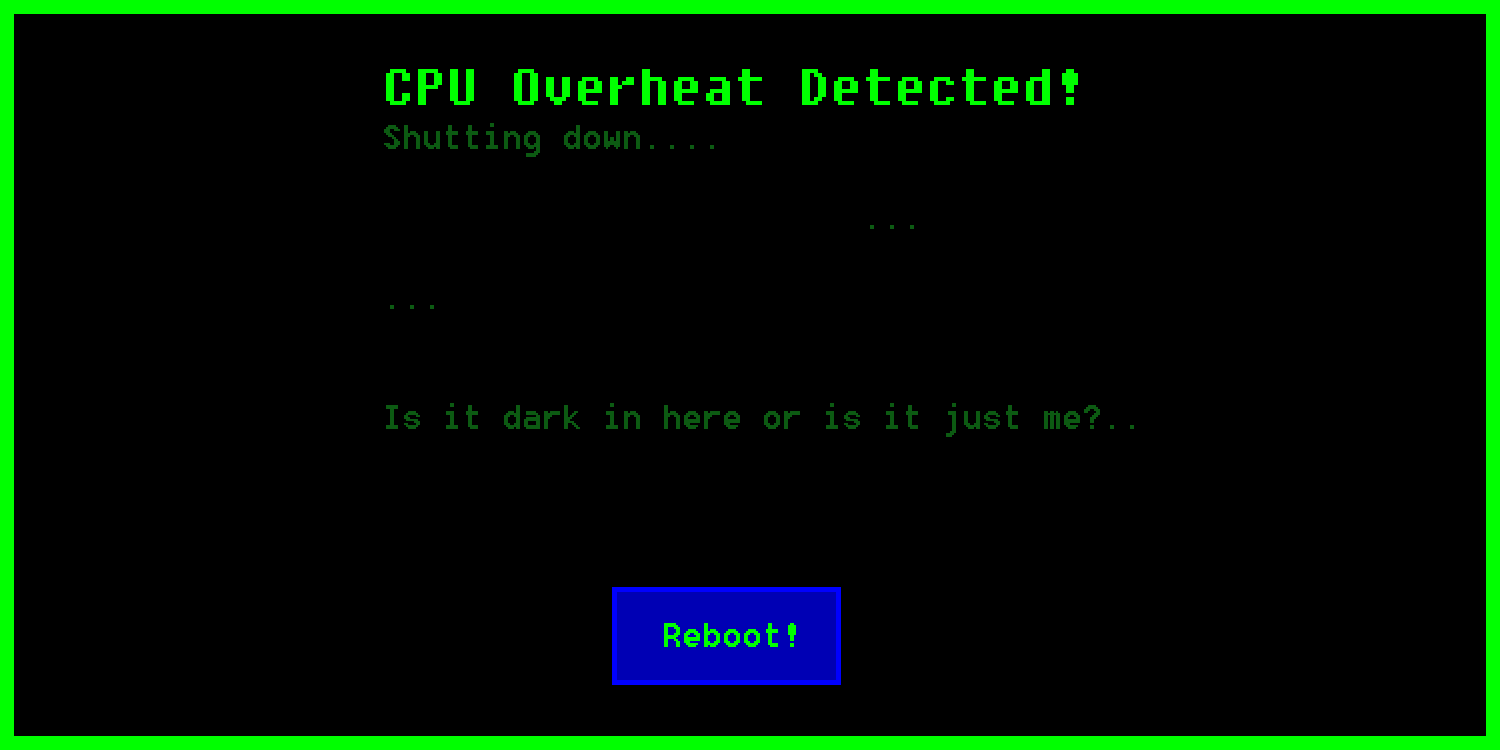 CPU Overheat Detected!
Shutting down....
...
...
Is it dark in here or is it just me?..
Reboot!